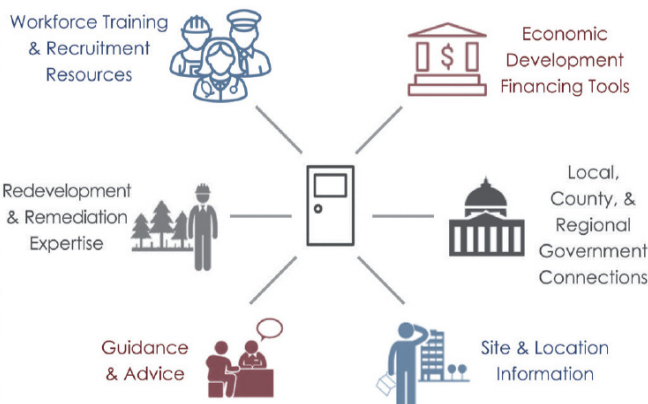 Workforce Training
& Recruitment
Resources
$
Economic
Development
Financing Tools
Redevelopment
& Remediation
Expertise
Local,
County, &
Regional
Government
Connections
Guidance
& Advice
Site & Location
Information